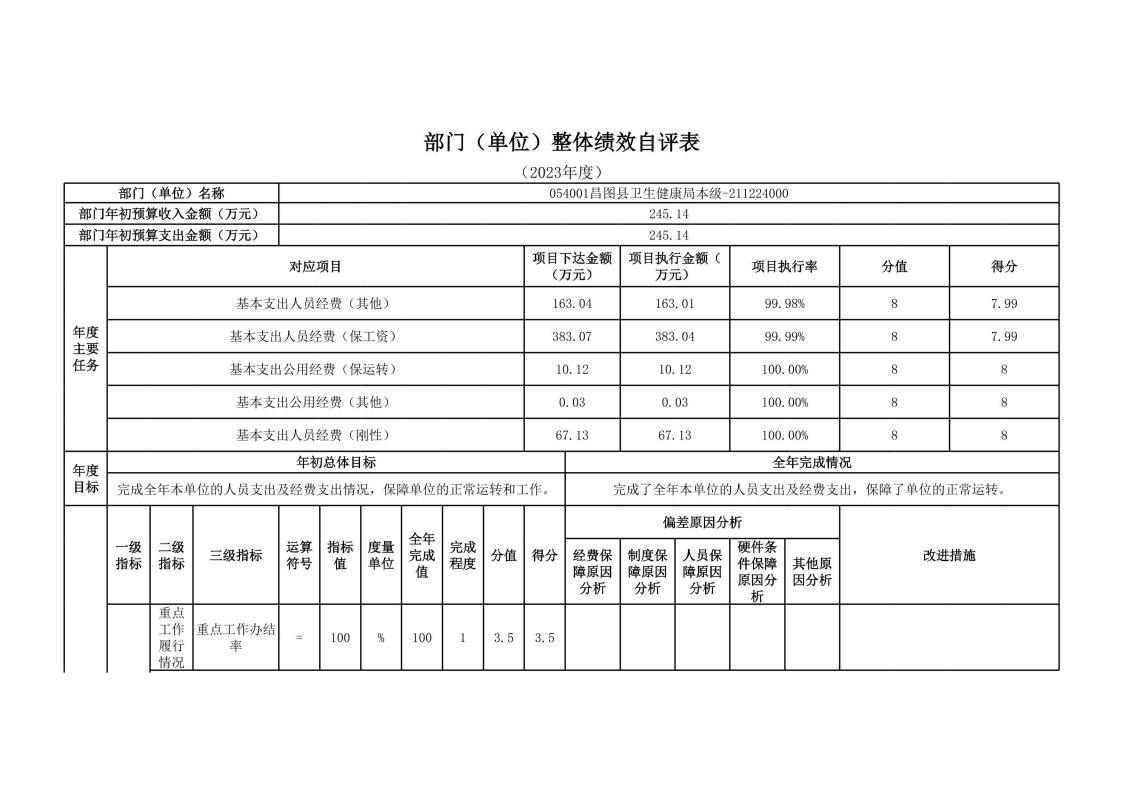 部门（单位）整体绩效自评表
（2023年度）
部门（单位）名称 054001昌图县卫生健康局本级-211224000
部门年初预算收入金额（万元） 245.14
部门年初预算支出金额（万元） 245.14
年度
主要
任务
对应项目 项目下达金额
（万元） 项目执行金额（
万元） 项目执行率 分值 得分
基本支出人员经费（其他） 163.04 163.01 99.98% 8 7.99
基本支出人员经费（保工资） 383.07 383.04 99.99% 8 7.99
基本支出公用经费（保运转） 10.12 10.12 100.00% 8 8
基本支出公用经费（其他） 0.03 0.03 100.00% 8 8
基本支出人员经费（刚性） 67.13 67.13 100.00% 8 8
年度
目标
年初总体目标 全年完成情况
完成全年本单位的人员支出及经费支出情况，保障单位的正常运转和工作。 完成了全年本单位的人员支出及经费支出，保障了单位的正常运转。
一级
指标
二级
指标
三级指标
运算
符号
指标
值
度量
单位
全年
完成
值
完成
程度
分值
得分
偏差原因分析
经费保
障原因
分析
制度保
障原因
分析
人员保
障原因
分析
硬件条
件保障
原因分
析
其他原
因分析
改进措施
重点
工作
履行
情况
重点工作办结
率
= 100 % 100 1 3.5 3.5